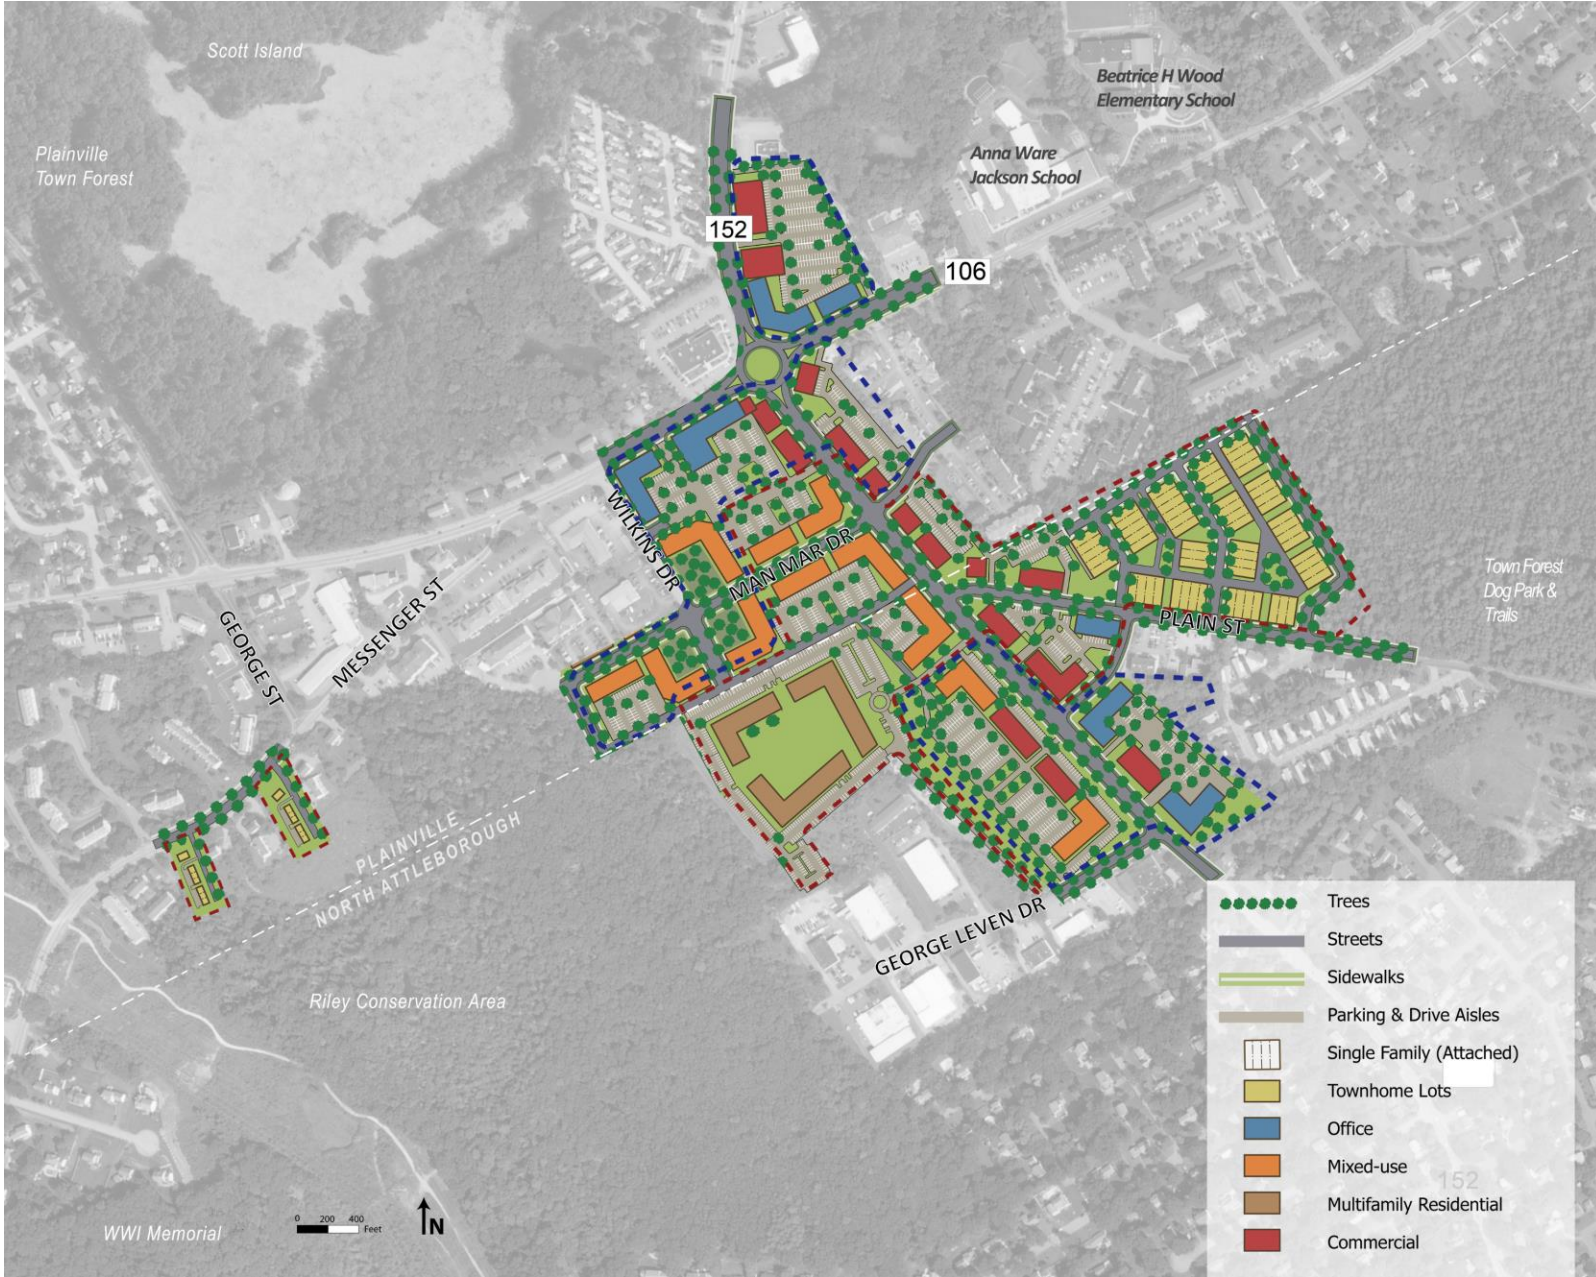 Scott Island
Beatrice H Wood
Elementary School
Plainville
Town Forest
Anna Ware
Jackson School
152
106
WILKINS DR
MAN MAR DR
Town Forest
Dog Park &
Trails
GEORGE ST
MESSENGER ST
PLAIN ST
PLAINVILLE
NORTH ATTLEBOROUGH
GEORGE LEVEN DR
Riley Conservation Area
WWI Memorial
0 200 400
Feet
N
Trees
Streets
Sidewalks
Parking & Drive Aisles
Single Family (Attached)
Townhome Lots
Office
Mixed-use
152
Multifamily Residential
Commercial